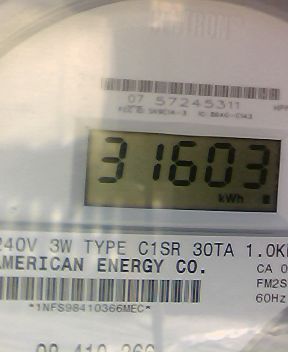 07 57245311
31603
kWh
240V 3W TYPE C1SR 30TA 1.0K
AMERICAN ENERGY CO.
CA 0
FM2S
60Hz
*1NFS98410366MEC*